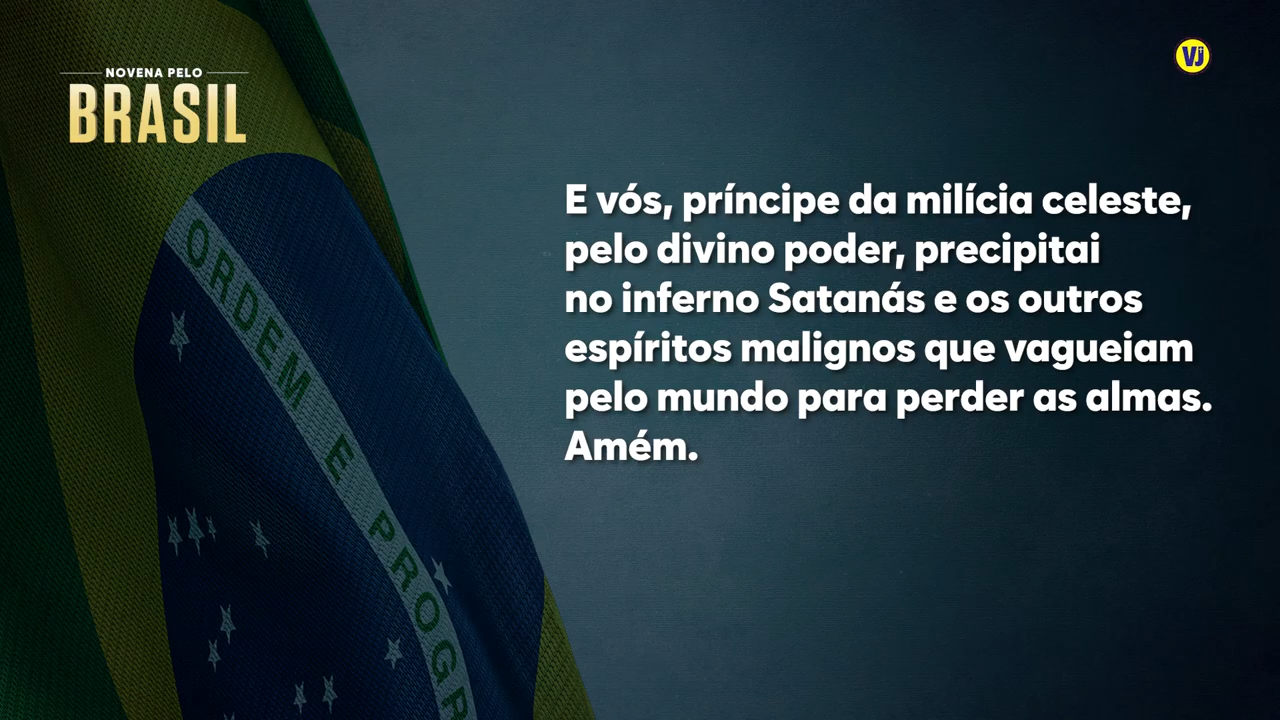 NOVENA PELO
BRASIL
VJ
E vós, príncipe da milícia celeste,
pelo divino poder, precipitai
no inferno Satanás e os outros
espíritos malignos que vagueiam
pelo mundo para perder as almas.
Amém.
ORDEM E PROGR